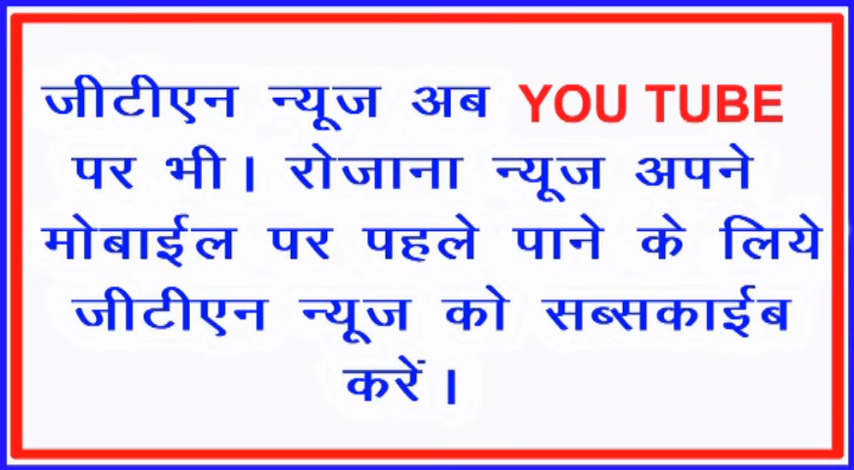 जीटीएन न्यूज अब YOU TUBE
पर भी। रोजाना न्यूज अपने
मोबाईल पर पहले पाने के लिये
जीटीएन न्यूज को सब्सकाईब
करें।